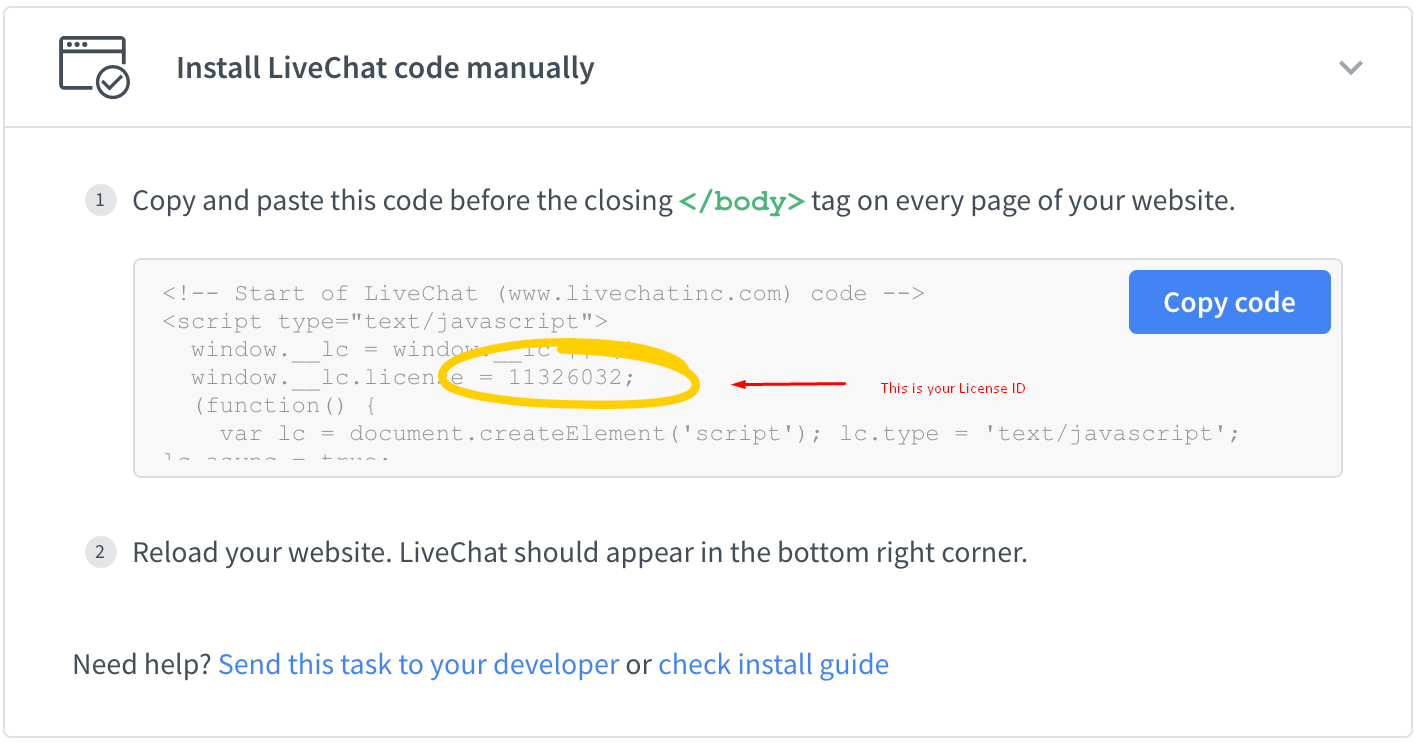 Install LiveChat code manually
1 Copy and paste this code before the closing </body> tag on every page of your website.
<!-- Start of LiveChat (www.livechatinc.com) code -->
Copy code
<script type="text/javascript">
window.__lc = window.__lc
window.__lc.license = 11326032;
This is your License ID
(function() {
var lc = document.createElement('script'); lc.type = 'text/javascript';
lc.async = true;
2 Reload your website. LiveChat should appear in the bottom right corner.
Need help? Send this task to your developer or check install guide